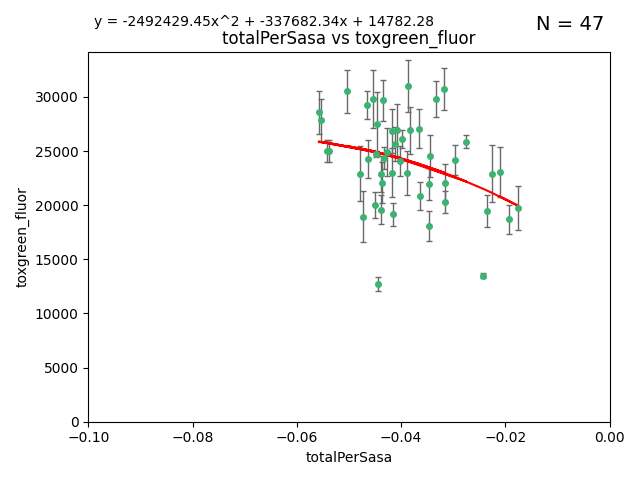 y = -2492429.45x^2 + -337682.34x + 14782.28
N = 47
totalPerSasa vs toxgreen_fluor
toxgreen_fluor
30000
25000
20000
15000
10000
5000
0
−0.10
−0.08
−0.06
−0.04
−0.02
0.00
totalPerSasa